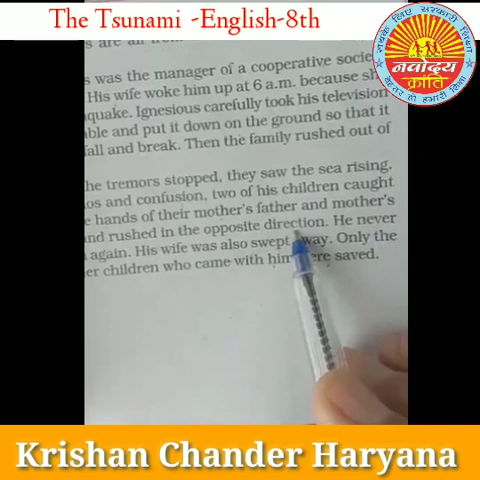 The Tsunami -English-8th
नवोदय
क्रांति
s are all
s was the manager of a cooperative socie
His wife woke him up at 6 a.m. because sh
quake. Ignesious carefully took his television
ble and put it down on the ground so that it
fall and break. Then the family rushed out of
he tremors stopped, they saw the sea rising.
os and confusion, two of his children caught
e hands of their mother's father and mother's
nd rushed in the opposite direction. He never
again. His wife was also swept away. Only the
er children who came with him were saved.
Krishan Chander Haryana